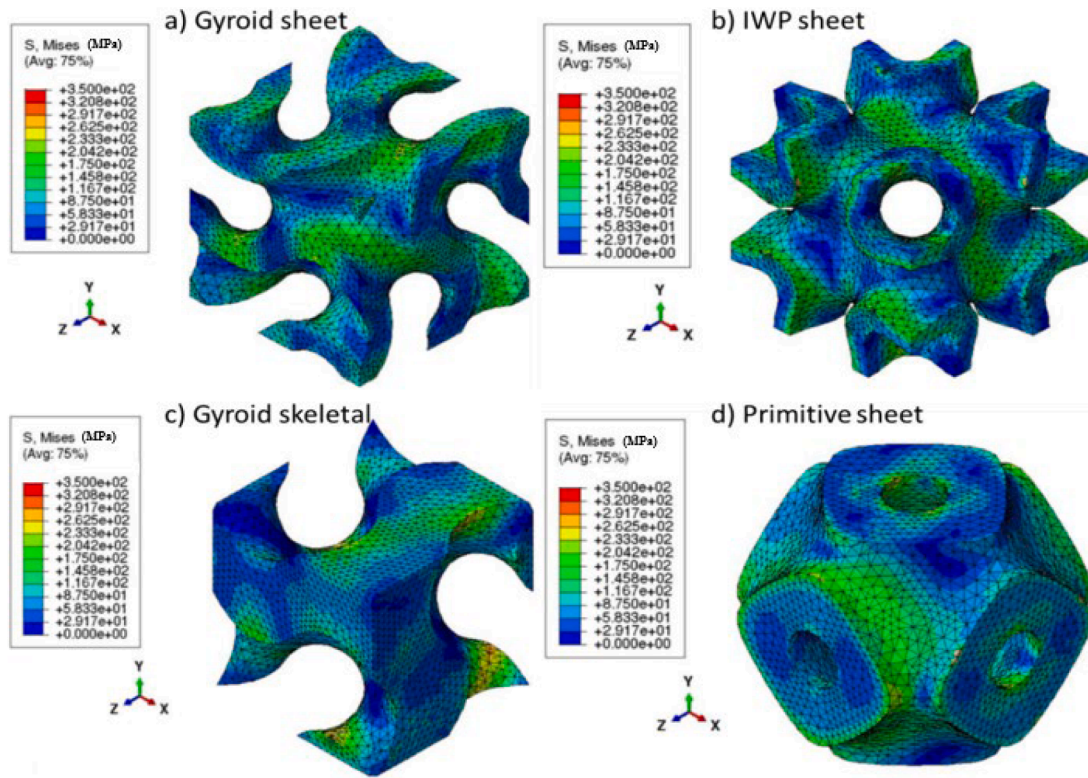 a) Gyroid sheet
S, Mises (MPa)
(Avg: 75%)
+3.500e+02
+3.208e+02
+2.917e+02
+2.625e+02
+2.333e+02
+2.042e+02
+1.750e+02
+1.458e+02
+1.167e+02
+8.750e+01
+5.833e+01
+2.917e+01
+0.000e+00
Y
Z X
b) IWP sheet
S, Mises (MPa)
(Avg: 75%)
+3.500e+02
+3.208e+02
+2.917e+02
+2.625e+02
+2.333e+02
+2.042e+02
+1.750e+02
+1.458e+02
+1.167e+02
+8.750e+01
+5.833e+01
+2.917e+01
+0.000e+00
Y
Z X
c) Gyroid skeletal
S, Mises (MPa)
(Avg: 75%)
+3.500e+02
+3.208e+02
+2.917e+02
+2.625e+02
+2.333e+02
+2.042e+02
+1.750e+02
+1.458e+02
+1.167e+02
+8.750e+01
+5.833e+01
+2.917e+01
+0.000e+00
Y
Z X
d) Primitive sheet
S, Mises (MPa)
(Avg: 75%)
+3.500e+02
+3.208e+02
+2.917e+02
+2.625e+02
+2.333e+02
+2.042e+02
+1.750e+02
+1.458e+02
+1.167e+02
+8.750e+01
+5.833e+01
+2.917e+01
+0.000e+00
Y
Z X